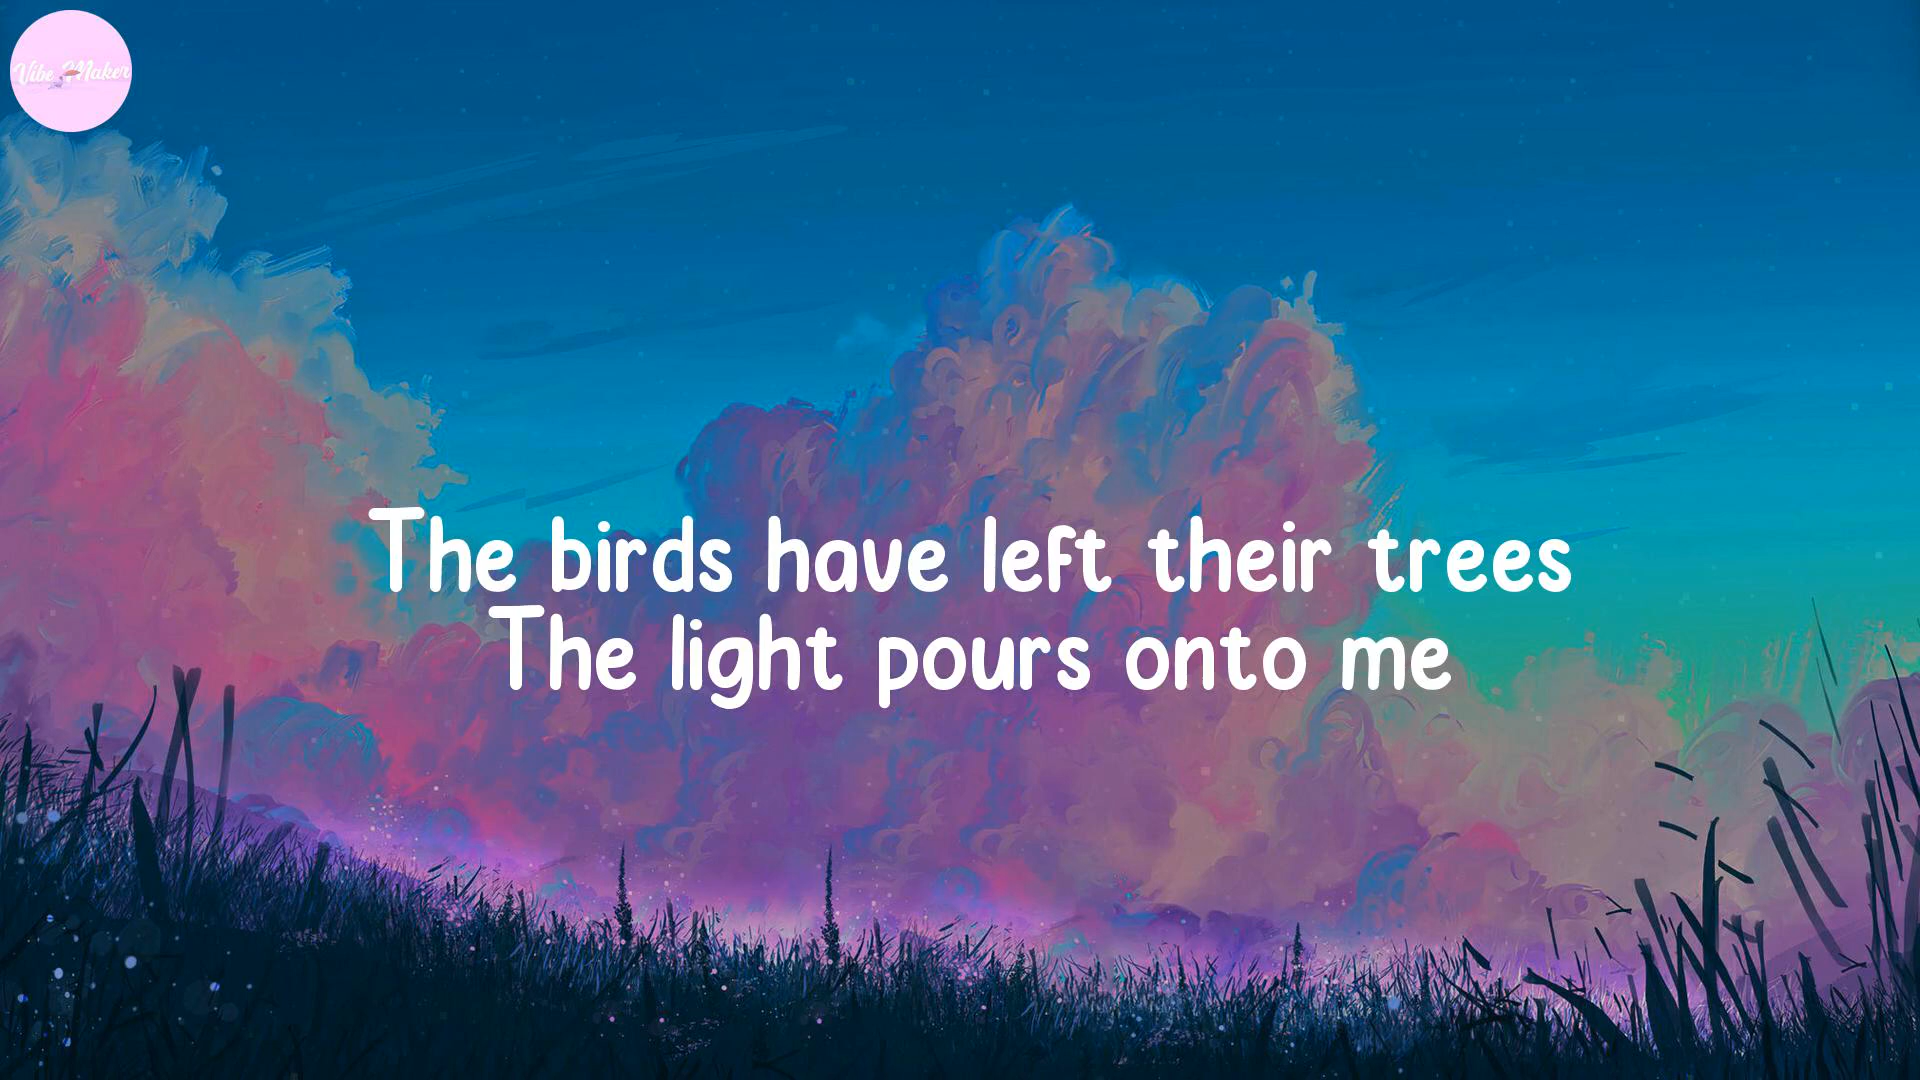 Vibe Maker
The birds have left their trees
The light pours onto me